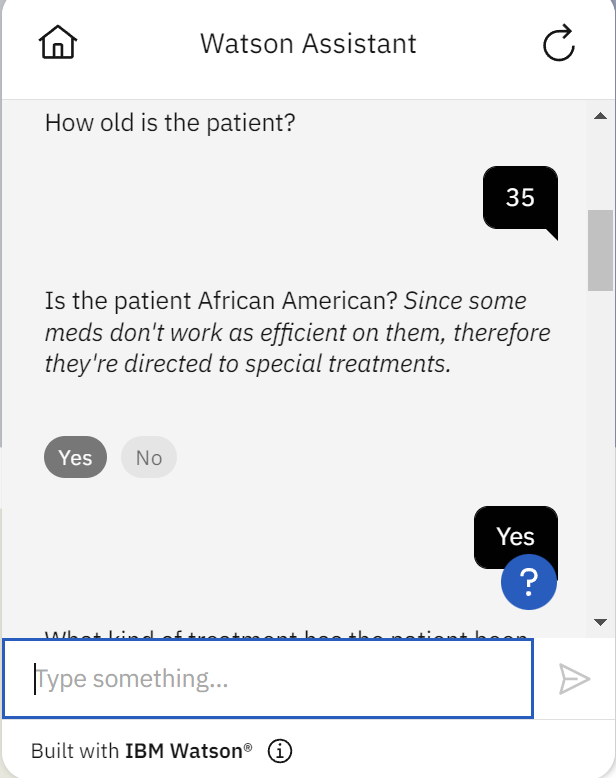 Watson Assistant
How old is the patient?
35
Is the patient African American? Since some
meds don't work as efficient on them, therefore
they're directed to special treatments.
Yes
No
Yes
?
What kind of treatment has the patient been
Type something...
Built with IBM Watson®